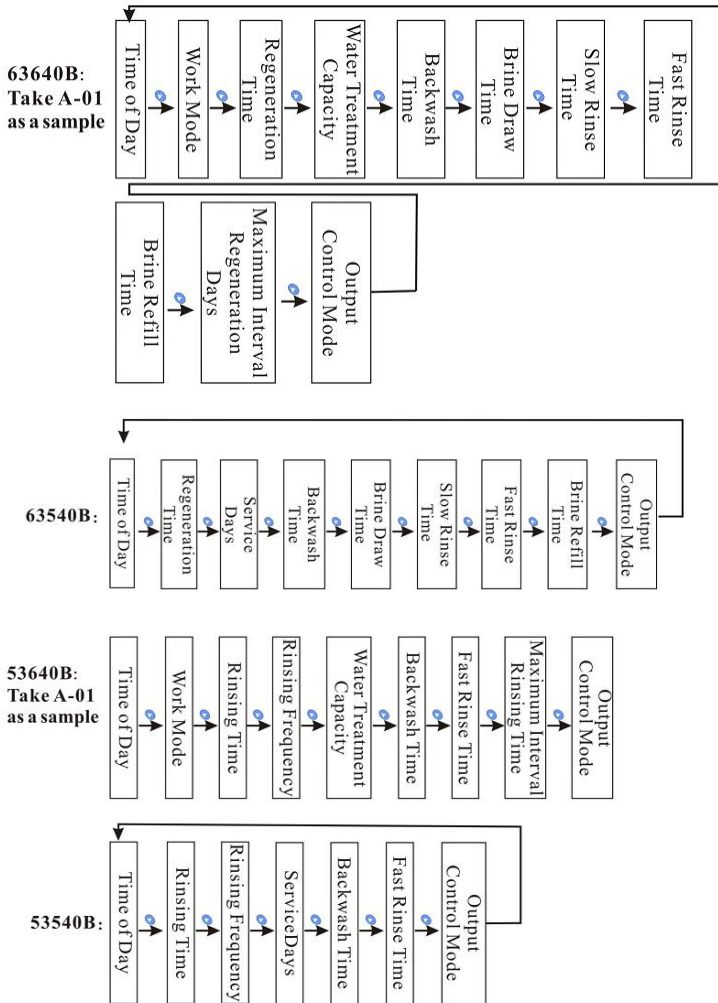 63640B:
Take A-01
as a sample
Time of Day
Work Mode
Regeneration
Time
Water Treatment
Capacity
Backwash
Time
Brine Draw
Time
Slow Rinse
Time
Fast Rinse
Time
Brine Refill
Time
Maximum Interval
Regeneration
Days
Output
Control Mode
63540B:
Time of Day
Regeneration
Time
Service
Days
Backwash
Time
Brine Draw
Time
Slow Rinse
Time
Fast Rinse
Time
Brine Refill
Time
Output
Control Mode
53640B:
Take A-01
as a sample
Time of Day
Work Mode
Rinsing Time
Rinsing Frequency
Water Treatment
Capacity
Backwash Time
Fast Rinse Time
Maximum Interval
Rinsing Time
Output
Control Mode
53540B:
Time of Day
Rinsing Time
Rinsing Frequency
ServiceDays
Backwash Time
Fast Rinse Time
Output
Control Mode